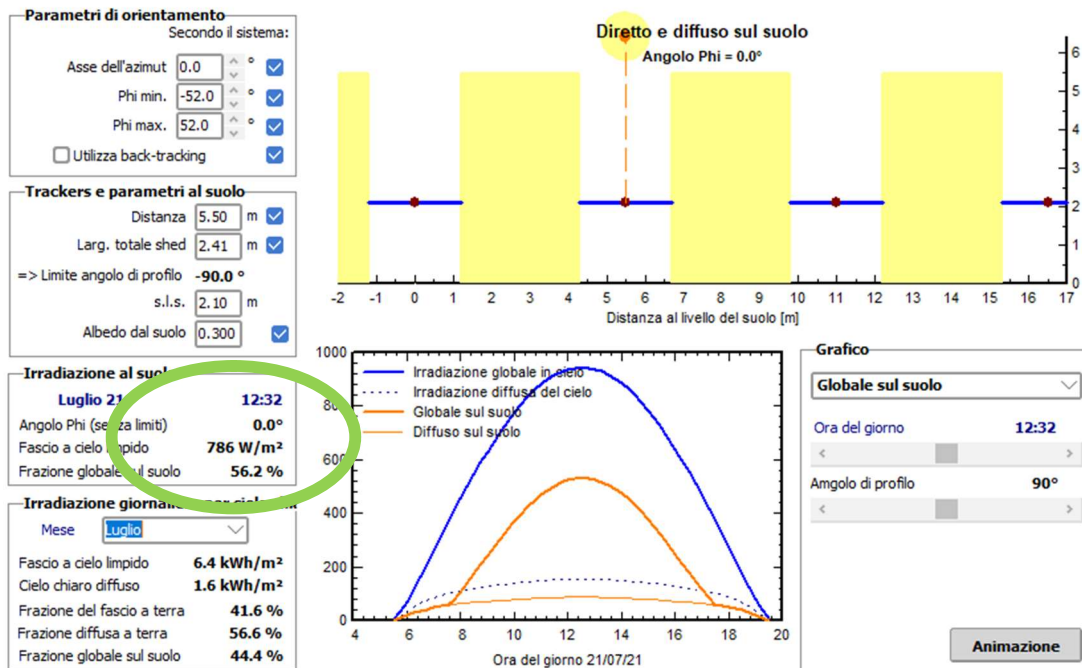 Parametri di orientamento
Secondo il sistema:
Asse dell'azimut 0.0 °
Phi min. -52.0 °
Phi max. 52.0 °
Utilizza back-tracking
Trackers e parametri al suolo
Distanza 5.50 m
Larg. totale shed 2.41 m
=> Limite angolo di profilo -90.0 °
s.l.s. 2.10 m
Albedo dal suolo 0.300
Irradiazione al
Luglio 21 12:32
Angolo Phi limiti) 0.0°
Fascio a cielo 786 W/m²
Frazione globale suolo 56.2 %
Irradiazione
Mese Luglio
Fascio a cielo limpido 6.4 kWh/m²
Cielo chiaro diffuso 1.6 kWh/m²
Frazione del fascio a terra 41.6 %
Frazione diffusa a terra 56.6 %
Frazione globale sul suolo 44.4 %
Diretto e diffuso sul suolo
Angolo Phi = 0.0°
6
5
4
3
2
1
0
-2 -1 0 1 2 3 4 5 6 7 8 9 10 11 12 13 14 15 16 17
Distanza al livello del suolo [m]
1000
800
600
400
200
0
Irradiazione globale in cielo
Irradiazione diffusa del cielo
Globale sul suolo
Diffuso sul suolo
4 6 8 10 12 14 16 18 20
Ora del giorno 21/07/21
Grafico
Globale sul suolo
Ora del giorno 12:32
< >
Amgolo di profilo 90°
< >
Animazione